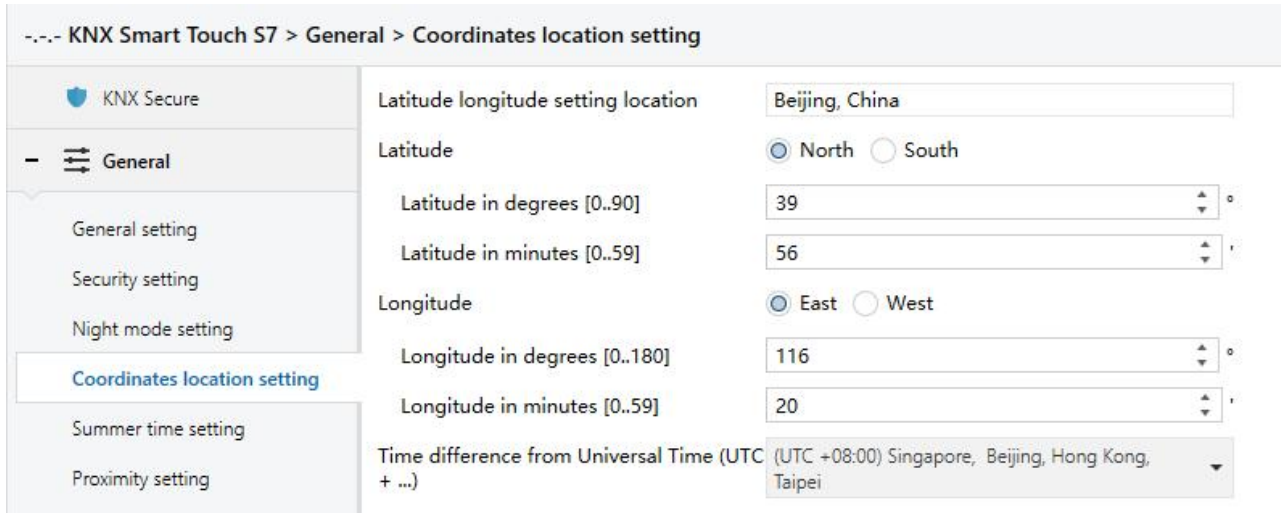 -.-.- KNX Smart Touch S7 > General > Coordinates location setting
KNX Secure
– General
General setting
Security setting
Night mode setting
Coordinates location setting
Summer time setting
Proximity setting
Latitude longitude setting location Beijing, China
Latitude North South
Latitude in degrees [0..90] 39 °
Latitude in minutes [0..59] 56 '
Longitude East West
Longitude in degrees [0..180] 116 °
Longitude in minutes [0..59] 20 '
Time difference from Universal Time (UTC
+ ...)
(UTC +08:00) Singapore, Beijing, Hong Kong,
Taipei